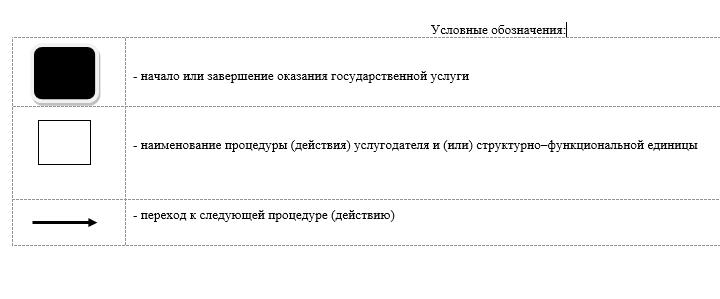 Условные обозначения:
- начало или завершение оказания государственной услуги
- наименование процедуры (действия) услугодателя и (или) структурно–функциональной единицы
- переход к следующей процедуре (действию)